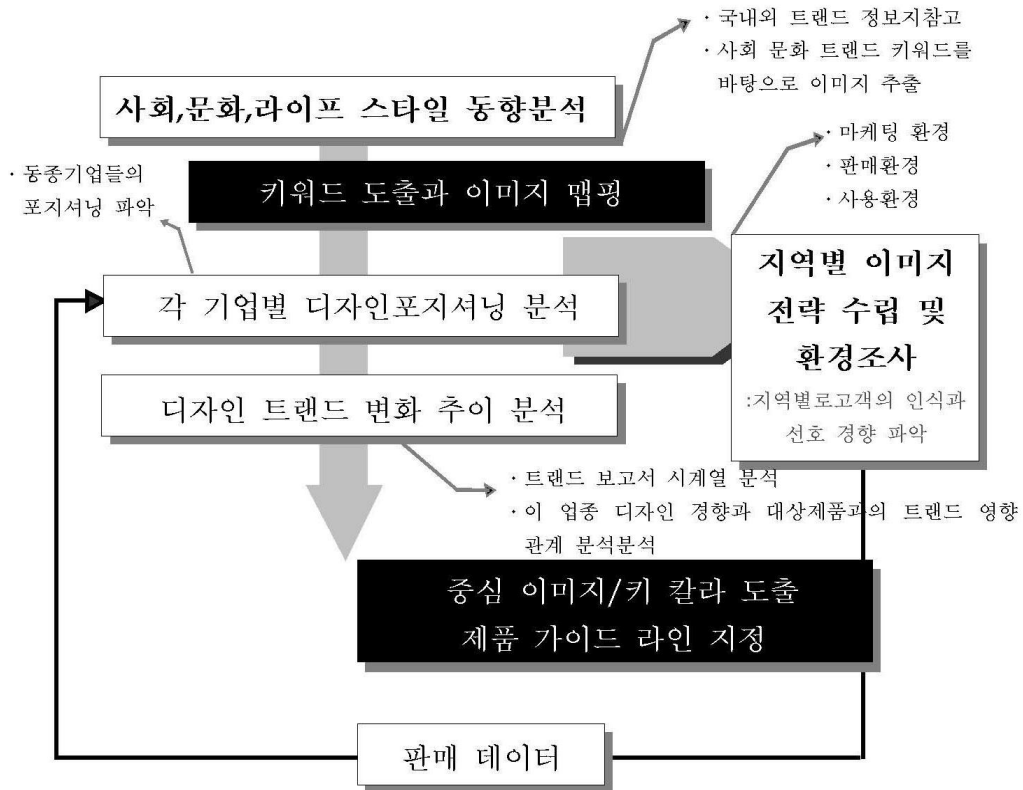 · 국내외 트랜드 정보지참고
· 사회 문화 트랜드 키워드를
바탕으로 이미지 추출
사회,문화,라이프 스타일 동향분석
· 마케팅 환경
· 판매환경
· 사용환경
· 동종기업들의
포지셔닝 파악
키워드 도출과 이미지 맵핑
지역별 이미지
전략 수립 및
환경조사
:지역별로고객의 인식과
선호 경향 파악
각 기업별 디자인포지셔닝 분석
디자인 트랜드 변화 추이 분석
· 트랜드 보고서 시계열 분석
· 이 업종 디자인 경향과 대상제품과의 트랜드 영향
관계 분석분석
중심 이미지/키 칼라 도출
제품 가이드 라인 지정
판매 데이터